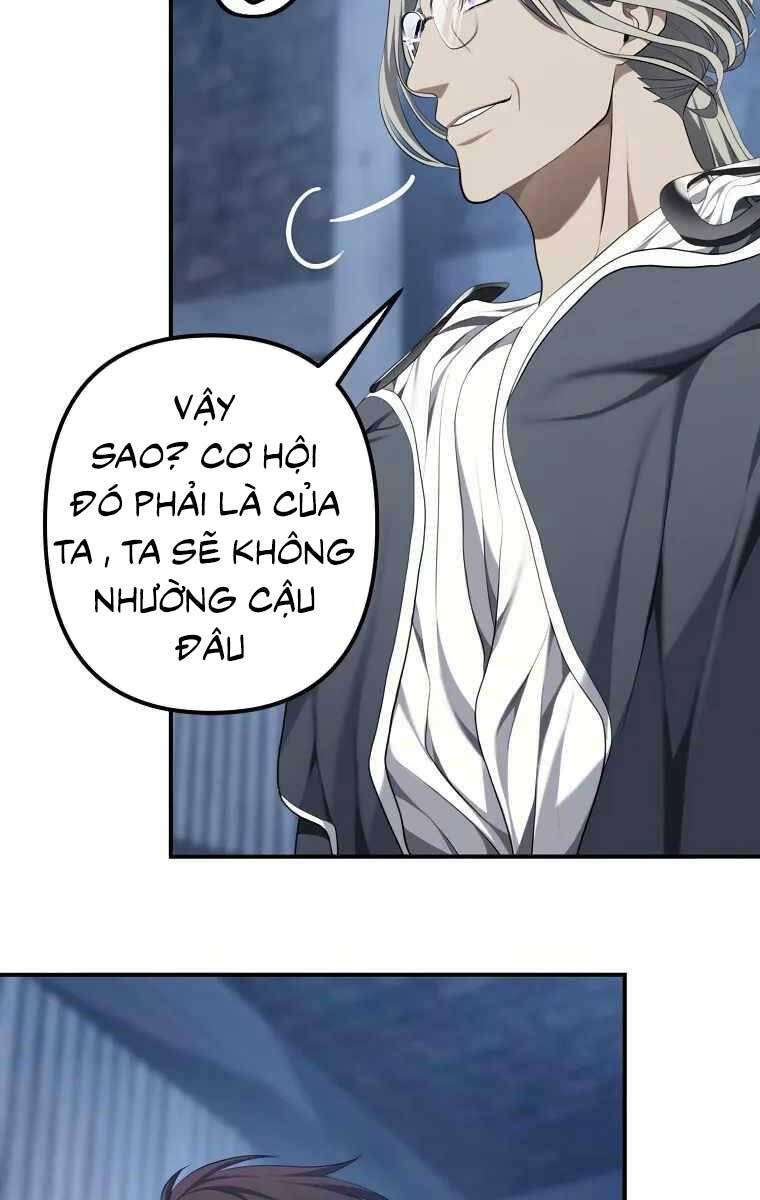 VẬY
SAO? CƠ HỘI
ĐÓ PHẢI LÀ CỦA
TA , TA SẼ KHÔNG
NHƯỜNG CẬU
ĐÂU